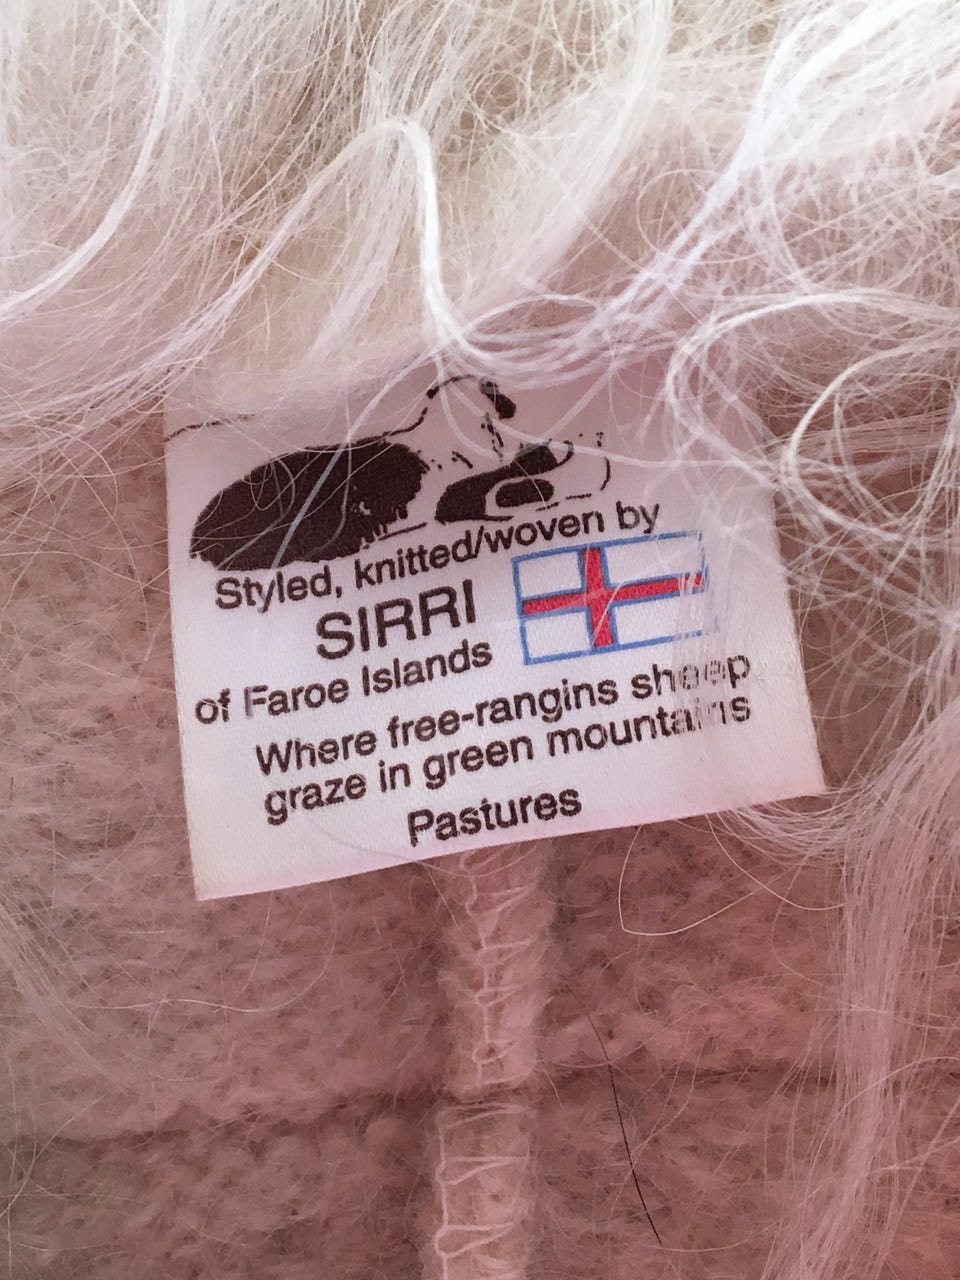 Styled, knitted/woven by
SIRRI
of Faroe Islands
Where free-rangins sheep
graze in green mountains
Pastures